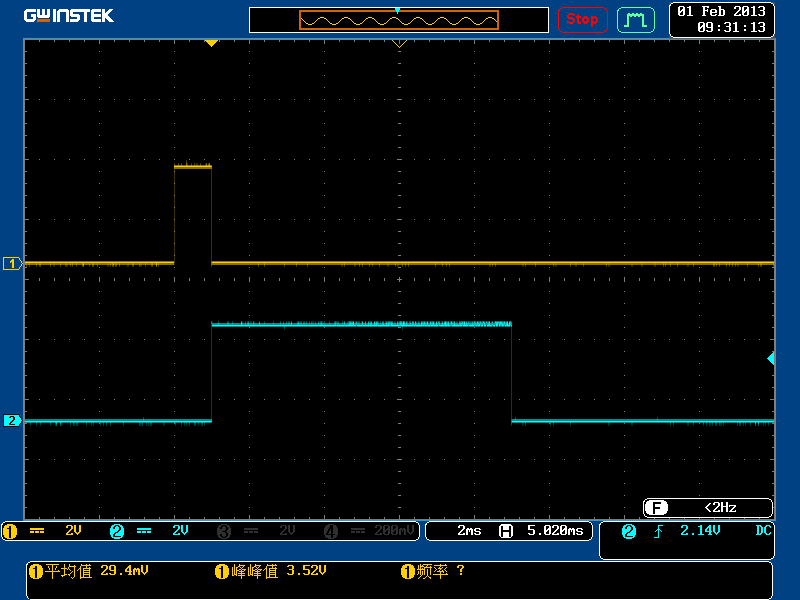 GWINSTEK
Stop
01 Feb 2013
09:31:13
1
2
F <2Hz
1 2V 2 2V 3 2V 4 200mV
2ms H 5.020ms
2 2.14V DC
1平均值 29.4mV 1峰峰值 3.52V 1频率 ?